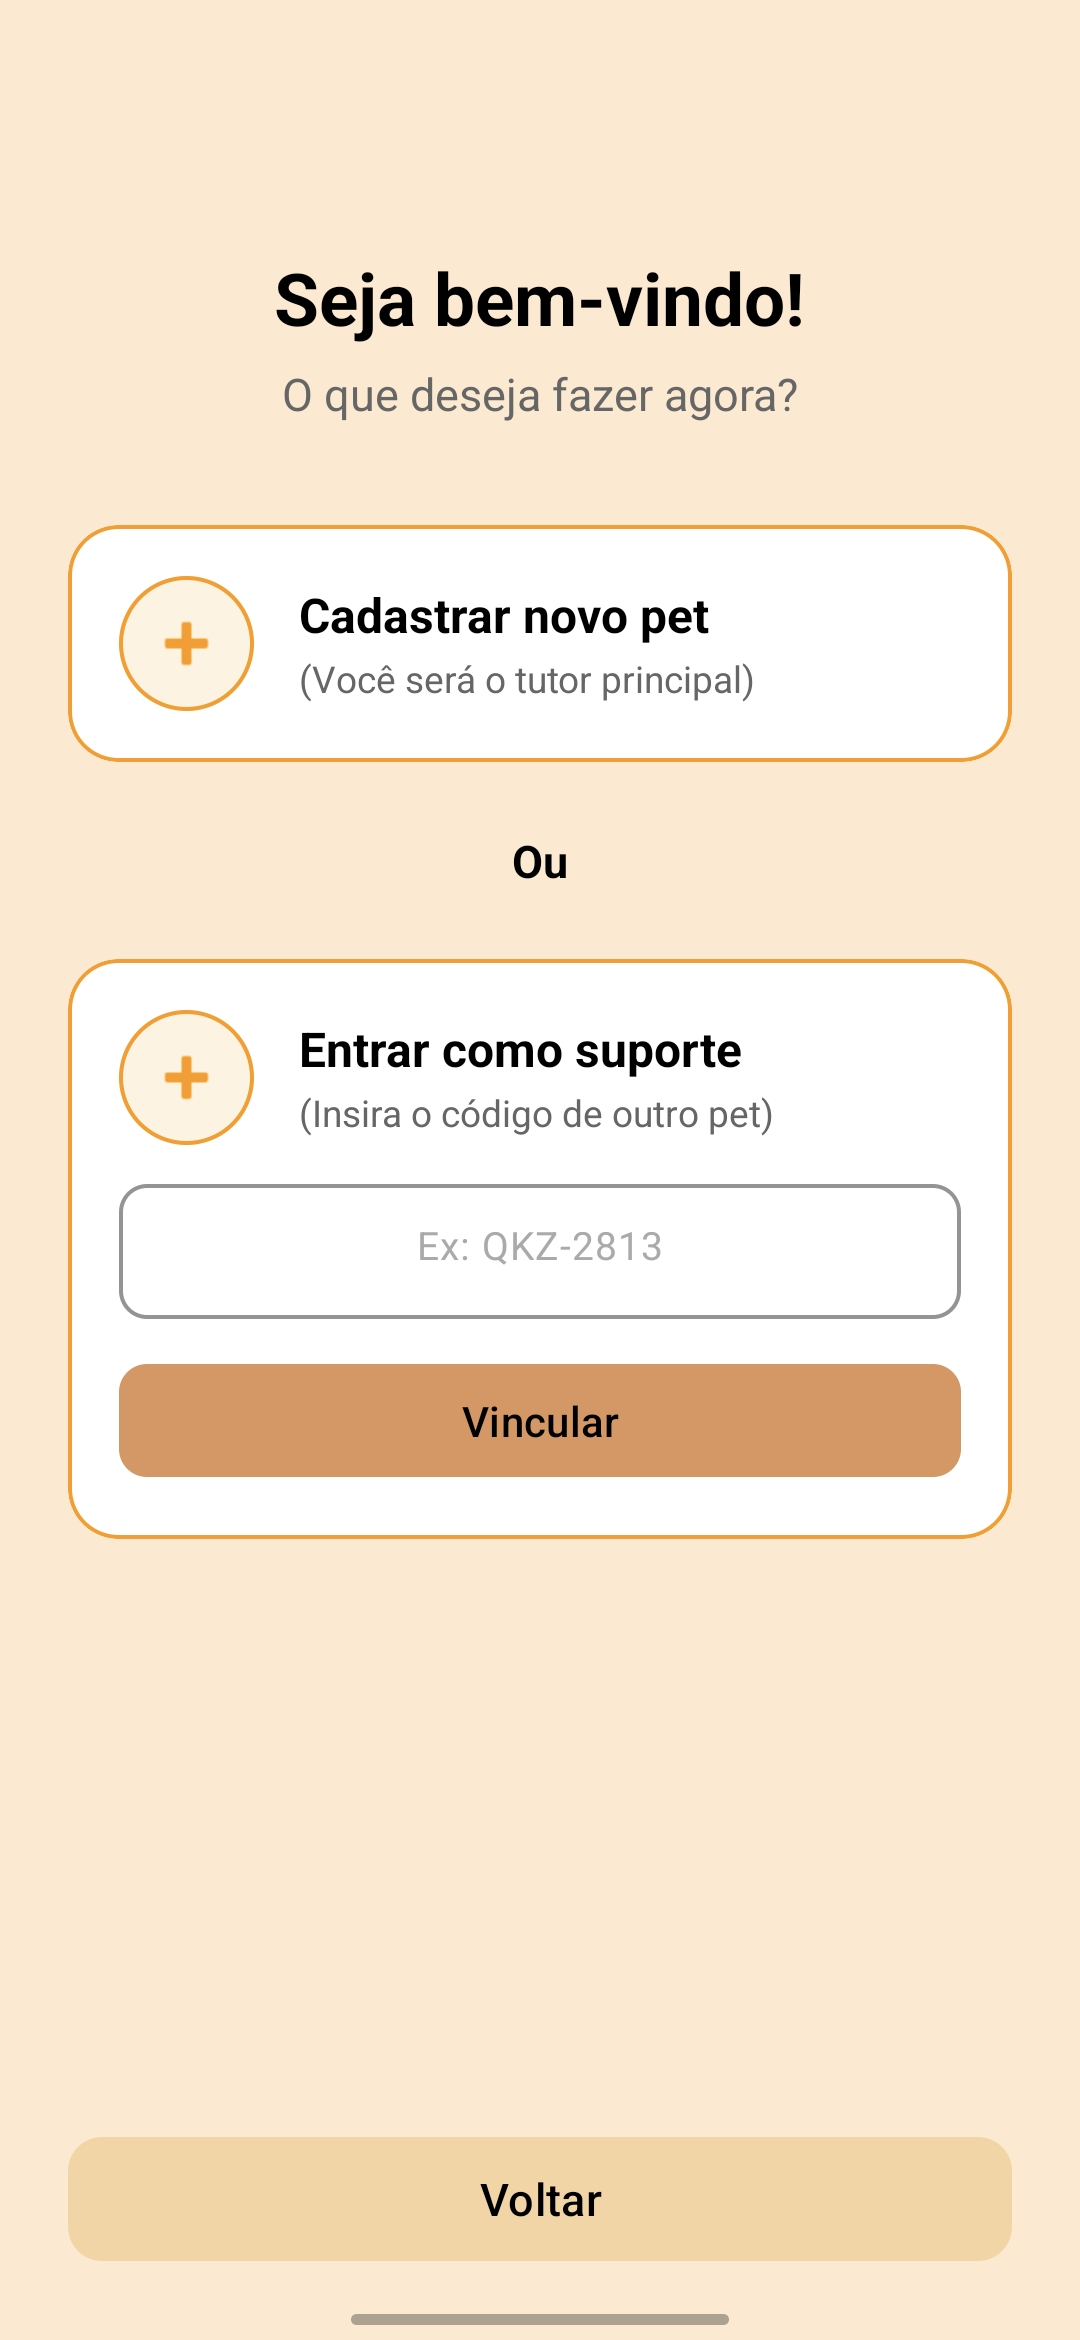 Seja bem-vindo!
O que deseja fazer agora?
Cadastrar novo pet
(Você será o tutor principal)
Ou
Entrar como suporte
(Insira o código de outro pet)
Ex: QKZ-2813
Vincular
Voltar